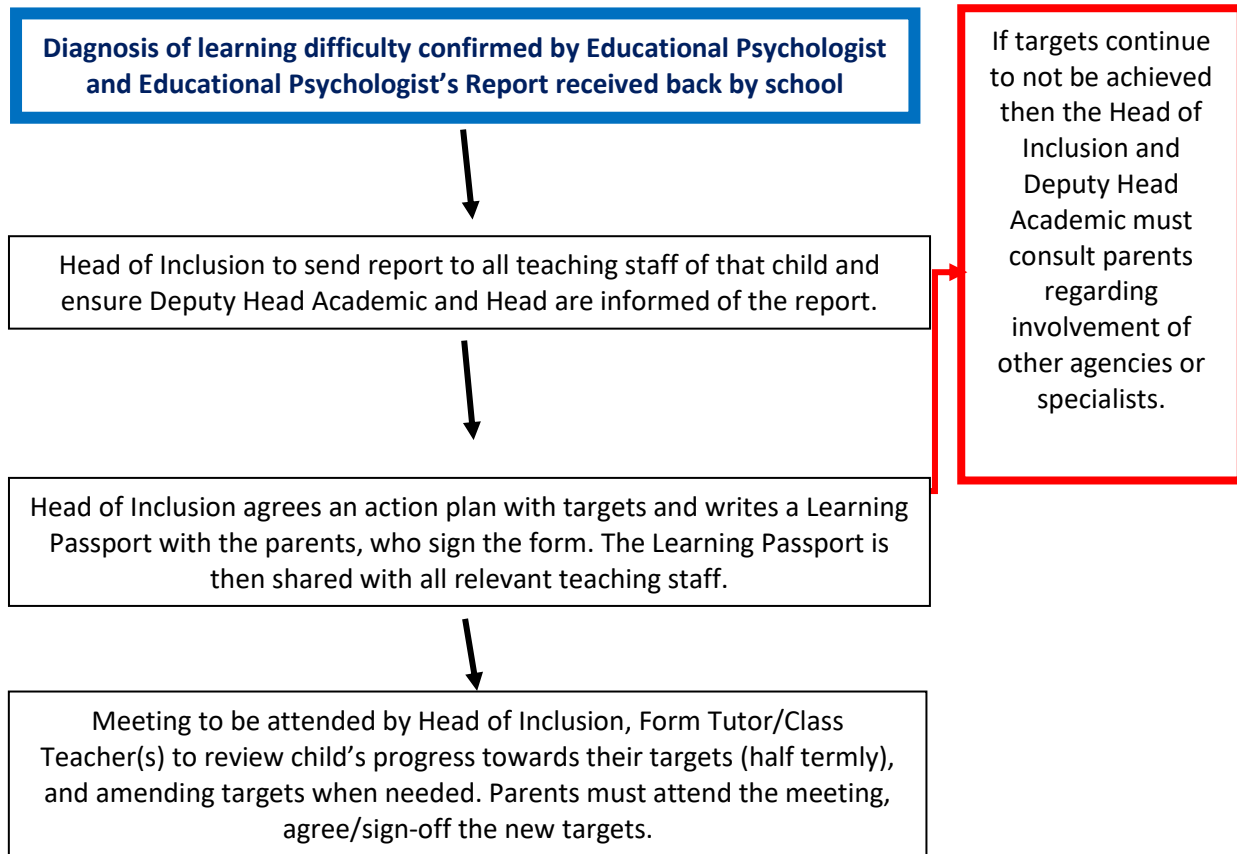 Diagnosis of learning difficulty confirmed by Educational Psychologist
and Educational Psychologist’s Report received back by school
Head of Inclusion to send report to all teaching staff of that child and
ensure Deputy Head Academic and Head are informed of the report.
Head of Inclusion agrees an action plan with targets and writes a Learning
Passport with the parents, who sign the form. The Learning Passport is
then shared with all relevant teaching staff.
Meeting to be attended by Head of Inclusion, Form Tutor/Class
Teacher(s) to review child’s progress towards their targets (half termly),
and amending targets when needed. Parents must attend the meeting,
agree/sign-off the new targets.
If targets continue
to not be achieved
then the Head of
Inclusion and
Deputy Head
Academic must
consult parents
regarding
involvement of
other agencies or
specialists.